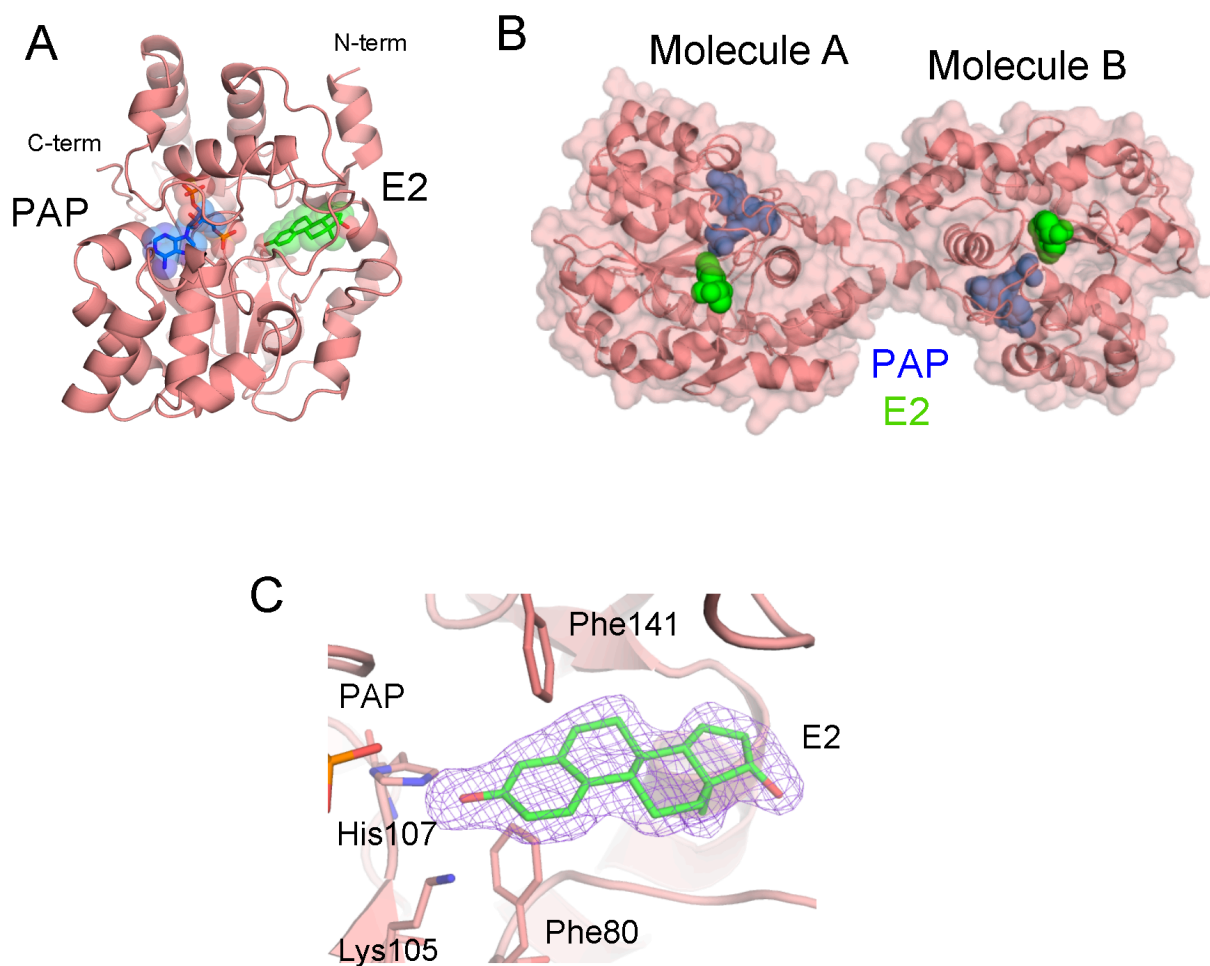 A
N-term
C-term
PAP
E2
B
Molecule A
Molecule B
PAP
E2
C
Phe141
PAP
E2
His107
Phe80
Lys105